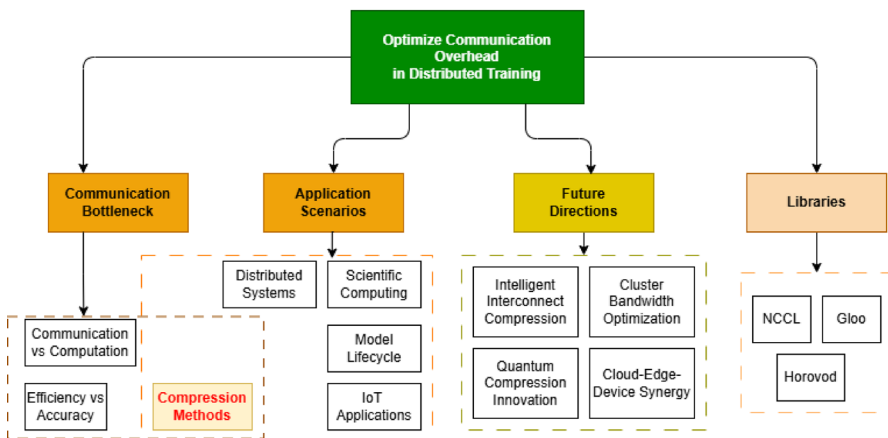 Optimize Communication
Overhead
in Distributed Training
Communication
Bottleneck
Application
Scenarios
Future
Directions
Libraries
Distributed
Systems
Scientific
Computing
Intelligent
Interconnect
Compression
Cluster
Bandwidth
Optimization
NCCL
Gloo
Communication
vs Computation
Model
Lifecycle
Quantum
Compression
Innovation
Cloud-Edge-
Device Synergy
Horovod
Efficiency vs
Accuracy
Compression
Methods
IoT
Applications